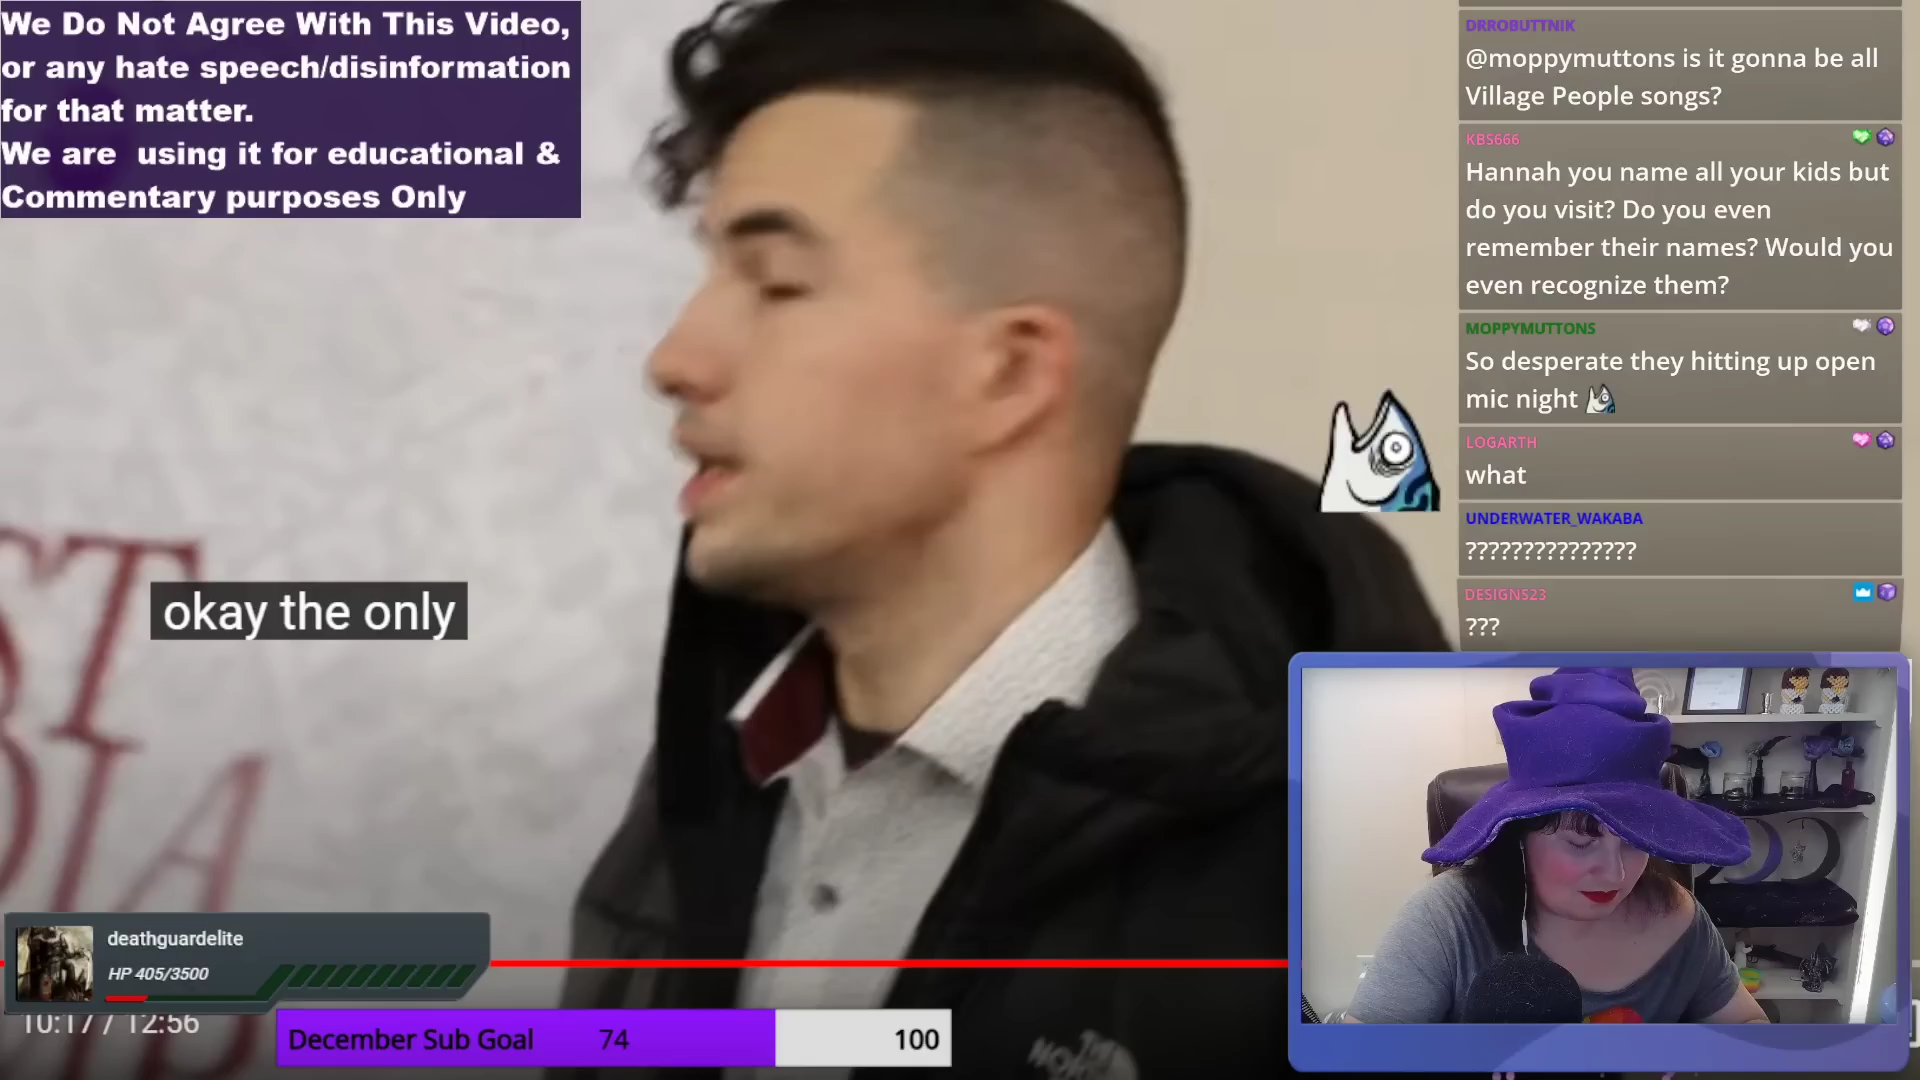 We Do Not Agree With This Video,
or any hate speech/disinformation
for that matter.
We are using it for educational &
Commentary purposes Only
DRROBUTTNIK
@moppymuttons is it gonna be all
Village People songs?
KBS666
Hannah you name all your kids but
do you visit? Do you even
remember their names? Would you
even recognize them?
MOPPYMUTTONS
So desperate they hitting up open
mic night
LOGARTH
what
UNDERWATER_WAKABA
???????????????
DESIGNS23
???
okay the only
deathguardelite
HP 405/3500
10:17 / 12:56
December Sub Goal 74 100
THE
NORTH